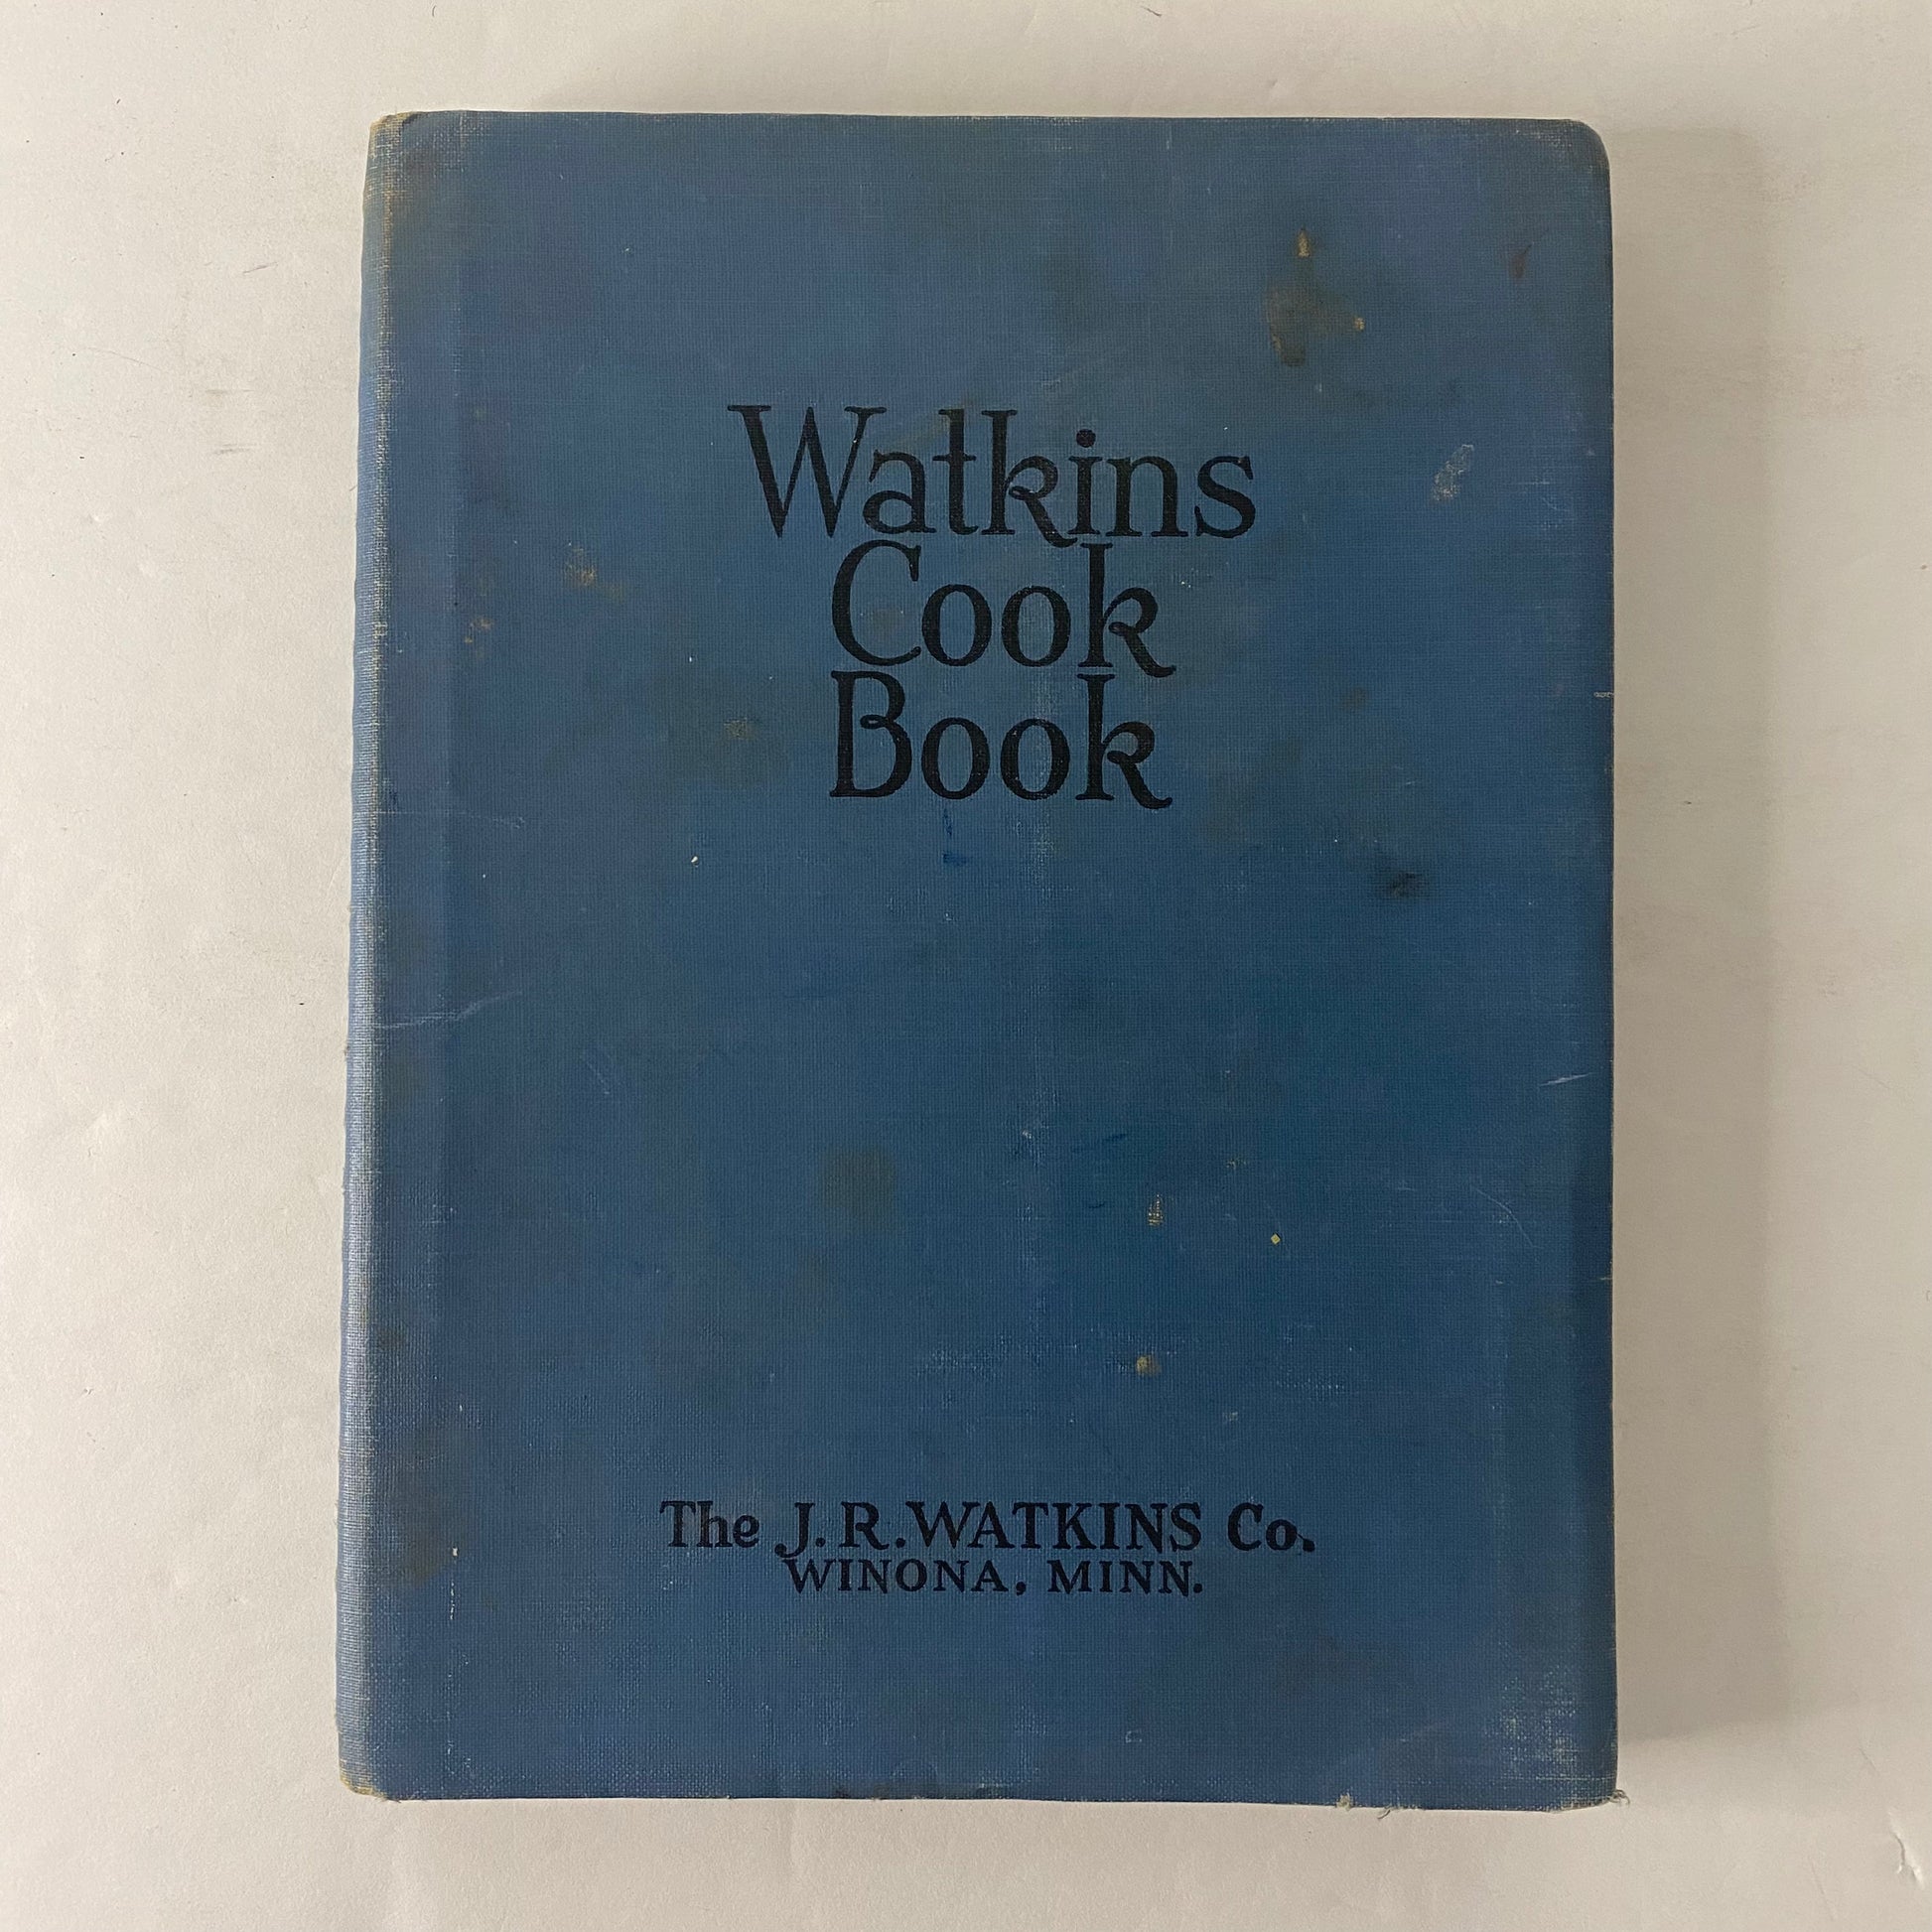 Watkins
Cook
Book
The J. R. WATKINS Co.
WINONA, MINN.